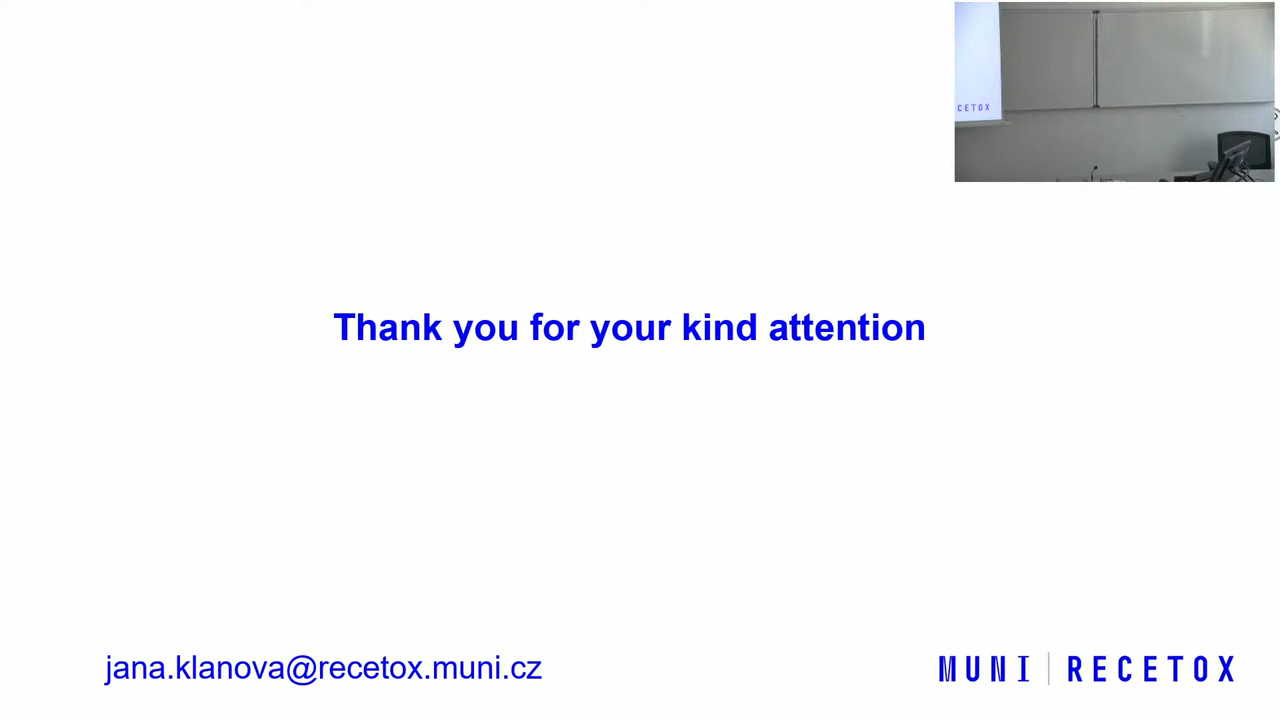 CETOX
Thank you for your kind attention
jana.klanova@recetox.muni.cz
MUNI | RECETOX